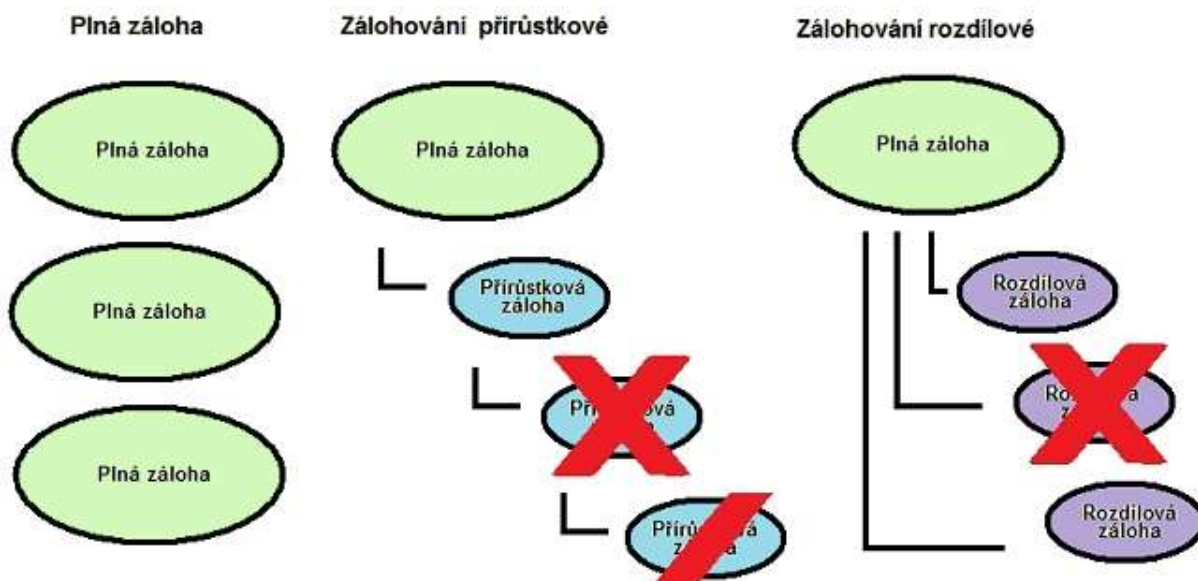 Plná záloha
Zálohování přírůstkové
Zálohování rozdílové
Plná záloha
Plná záloha
Plná záloha
Plná záloha
Přírůstková
záloha
Plná záloha
Rozdílová
záloha
Rozdílová
záloha